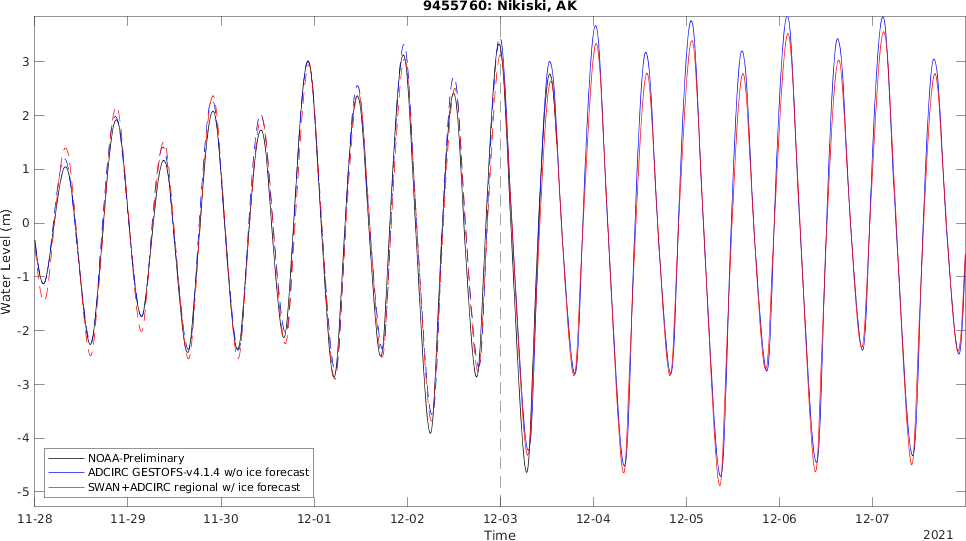 9455760: Nikiski, AK
Water Level (m)
3
2
1
0
-1
-2
-3
-4
-5
NOAA-Preliminary
ADCIRC GESTOFS-v4.1.4 w/o ice forecast
SWAN+ADCIRC regional w/ ice forecast
11-28 11-29 11-30 12-01 12-02 12-03 12-04 12-05 12-06 12-07
Time
2021